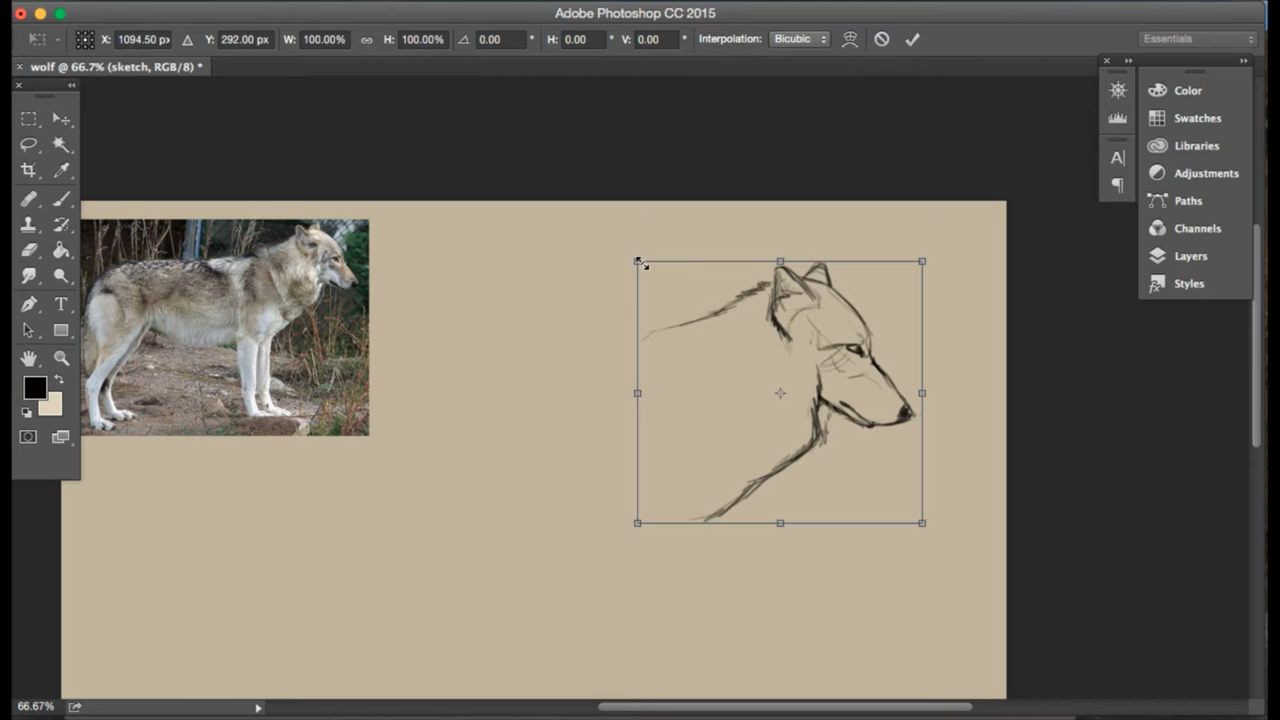 Adobe Photoshop CC 2015
X: 1094.50 px Y: 292.00 px W: 100.00% H: 100.00% 0.00 ° H: 0.00 ° V: 0.00 ° Interpolation: Bicubic Essentials
wolf @ 66.7% (sketch, RGB/8) *
Color
Swatches
Libraries
Adjustments
Paths
Channels
Layers
Styles
66.67%